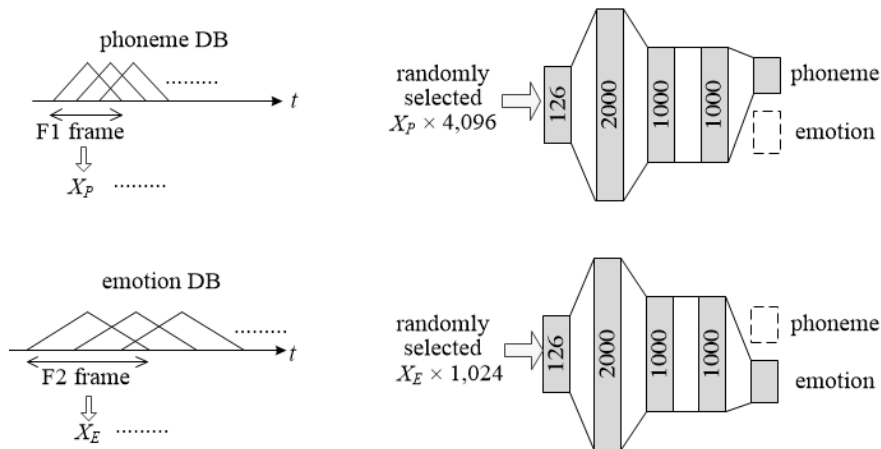 phoneme DB
.........
t
F1 frame
X_P .........
randomly
selected
X_P × 4,096
126
2000
1000
1000
phoneme
emotion
emotion DB
.........
t
F2 frame
X_E .........
randomly
selected
X_E × 1,024
126
2000
1000
1000
phoneme
emotion